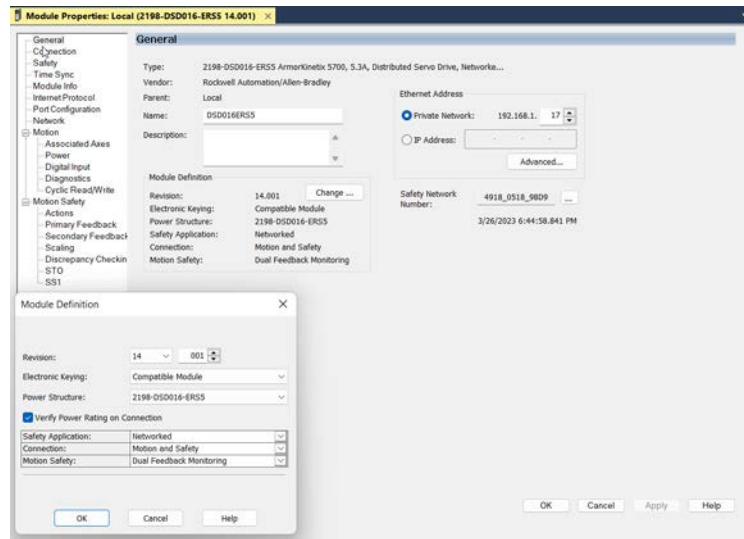 Module Properties: Local (2198-DSD016-ERS5 14.001) ×
General
Connection
Safety
Time Sync
Module Info
Internet Protocol
Port Configuration
Network
Motion
Associated Axes
Power
Digital Input
Diagnostics
Cyclic Read/Write
Motion Safety
Actions
Primary Feedback
Secondary Feedback
Scaling
Discrepancy Checkin
STO
SS1
General
Type: 2198-DSD016-ERS5 ArmorKinetix 5700, 5.3A, Distributed Servo Drive, Networke...
Vendor: Rockwell Automation/Allen-Bradley
Parent: Local
Name: DSD016ERS5
Description:
Module Definition
Revision: 14.001 Change ...
Electronic Keying: Compatible Module
Power Structure: 2198-DSD016-ERS5
Safety Application: Networked
Connection: Motion and Safety
Motion Safety: Dual Feedback Monitoring
Ethernet Address
Private Network: 192.168.1. 17
IP Address: . . .
Advanced...
Safety Network Number: 4918_0518_98D9 ...
3/26/2023 6:44:58.841 PM
Module Definition ×
Revision: 14 001
Electronic Keying: Compatible Module
Power Structure: 2198-DSD016-ERS5
Verify Power Rating on Connection
Safety Application: Networked
Connection: Motion and Safety
Motion Safety: Dual Feedback Monitoring
OK Cancel Help
OK Cancel Apply Help